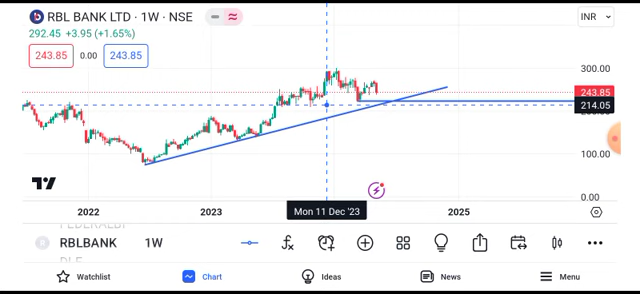 RBL BANK LTD · 1W · NSE
INR
292.45 +3.95 (+1.65%)
243.85 0.00 243.85
300.00
243.85
214.05
100.00
0.00
2022 2023 Mon 11 Dec '23 2025
RBLBANK 1W
Watchlist Chart Ideas News Menu